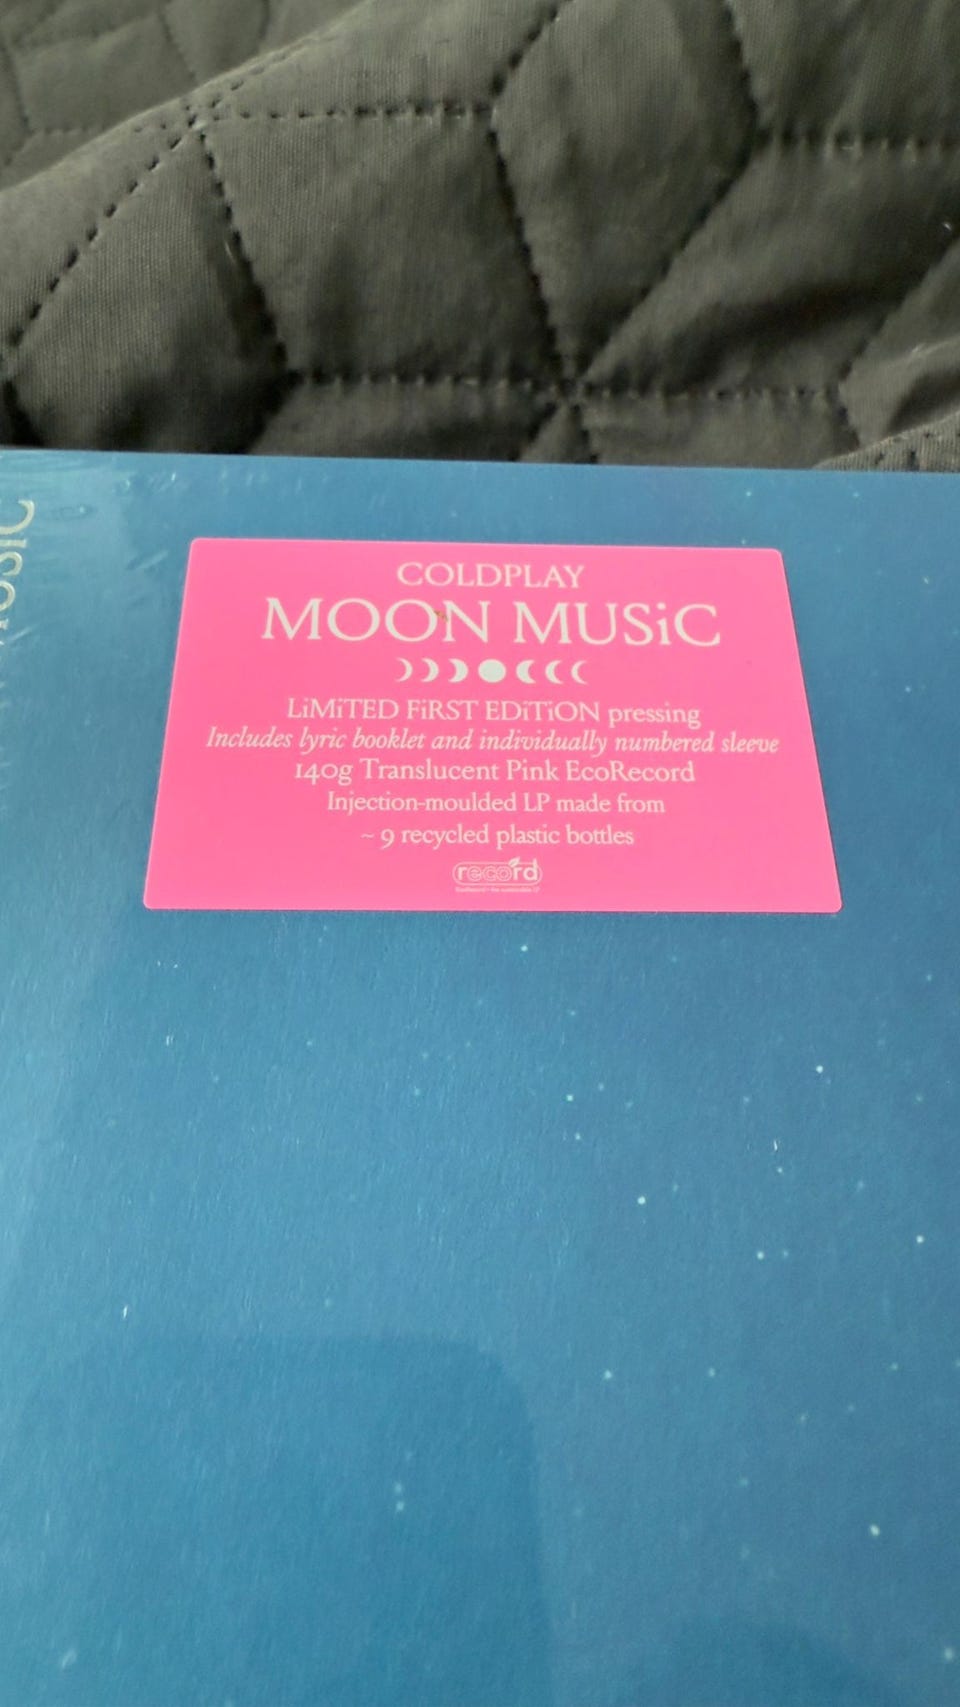 MUSiC
COLDPLAY
MOON MUSiC
LiMiTED FiRST EDiTiON pressing
Includes lyric booklet and individually numbered sleeve
140g Translucent Pink EcoRecord
Injection-moulded LP made from
~ 9 recycled plastic bottles
record